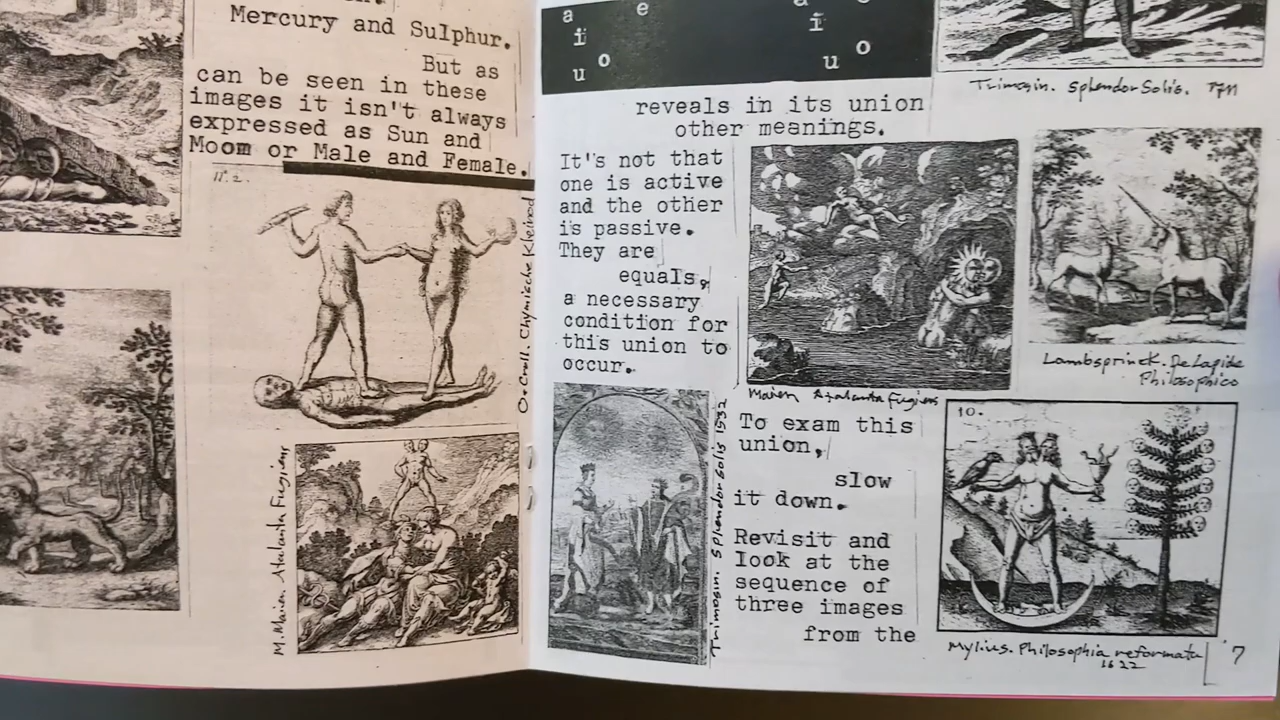 Mercury and Sulphur.
But as
can be seen in these
images it isn't always
expressed as Sun and
Moom or Male and Female.
O. Croll. Chymische Kleinod
M. Maier. Atalanta Fugiens
a e
i i
u o u o
reveals in its union
other meanings.
It's not that
one is active
and the other
is passive.
They are
equals,
a necessary
condition for
this union to
occur.
Trimosin. Splendor Solis 1532
Trimosin. Splendor Solis.
Maier. Atalanta Fugiens
Lambsprinck. De Lapide
Philosophico
To exam this
union,
slow
it down.
Revisit and
look at the
sequence of
three images
from the
10.
Mylius. Philosophia reformata
1622
7